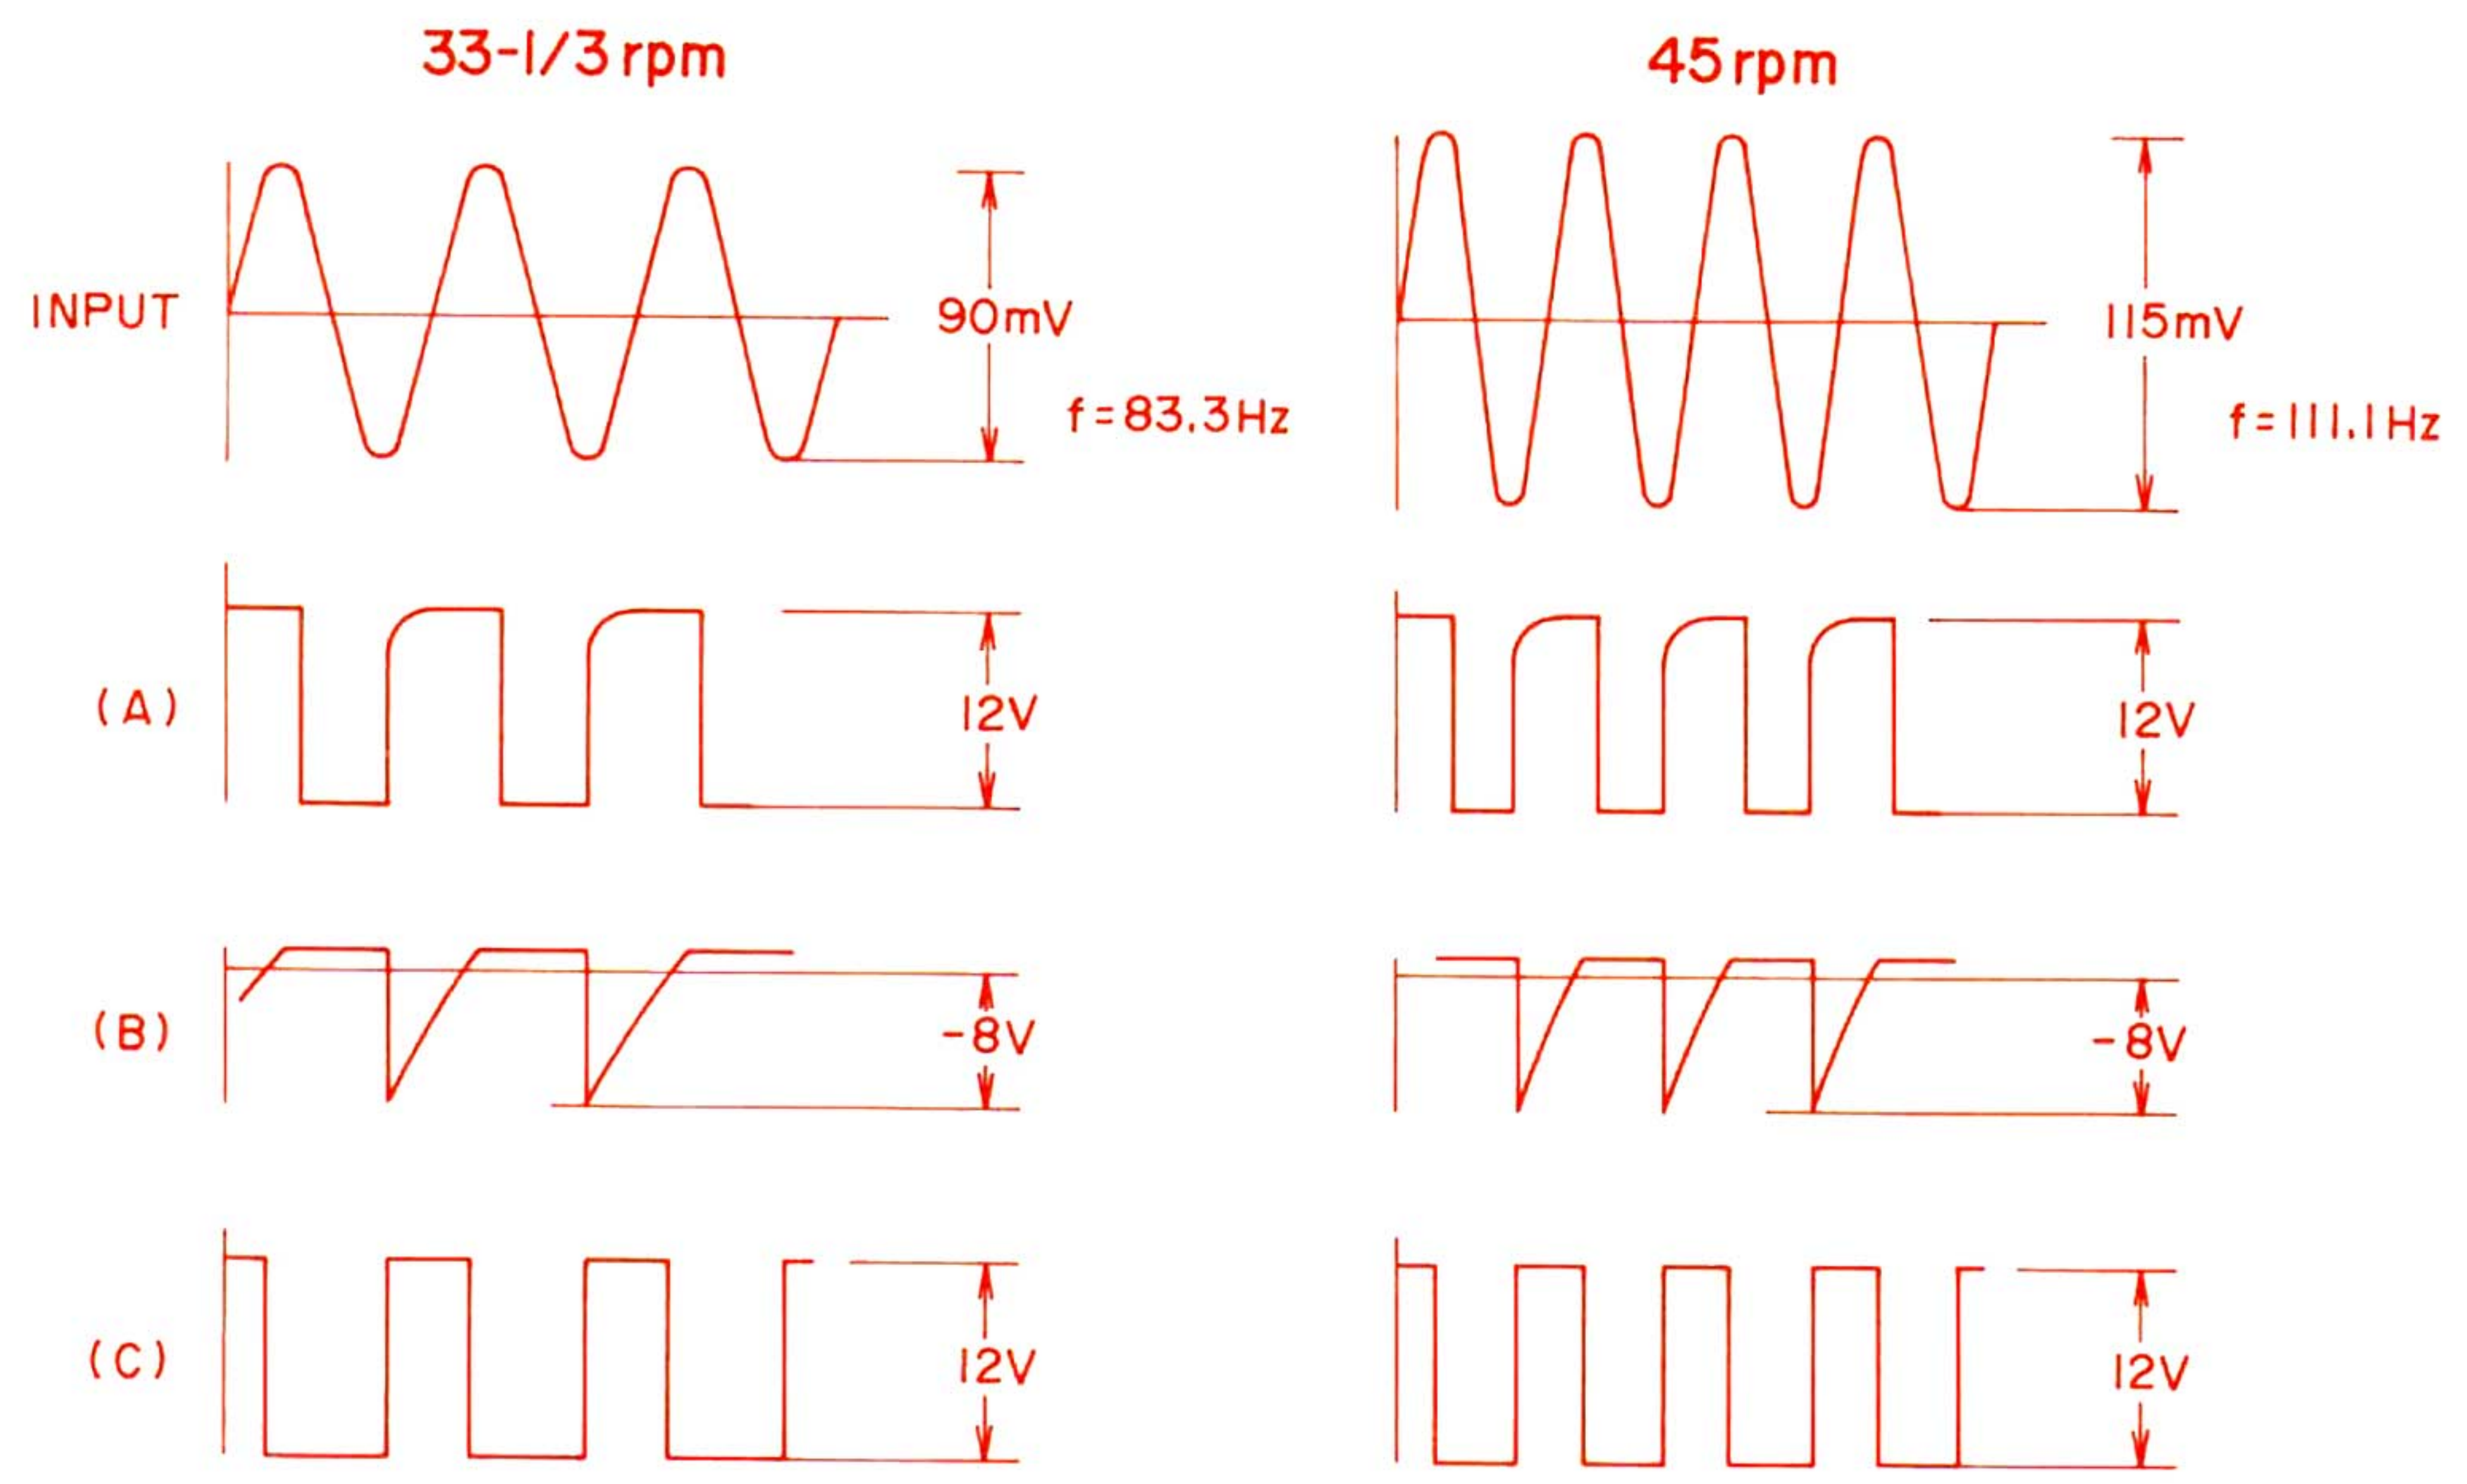 33-1/3 rpm
45 rpm
INPUT
90mV
f=83.3Hz
115mV
f=111.1Hz
(A)
12V
12V
(B)
-8V
-8V
(C)
12V
12V